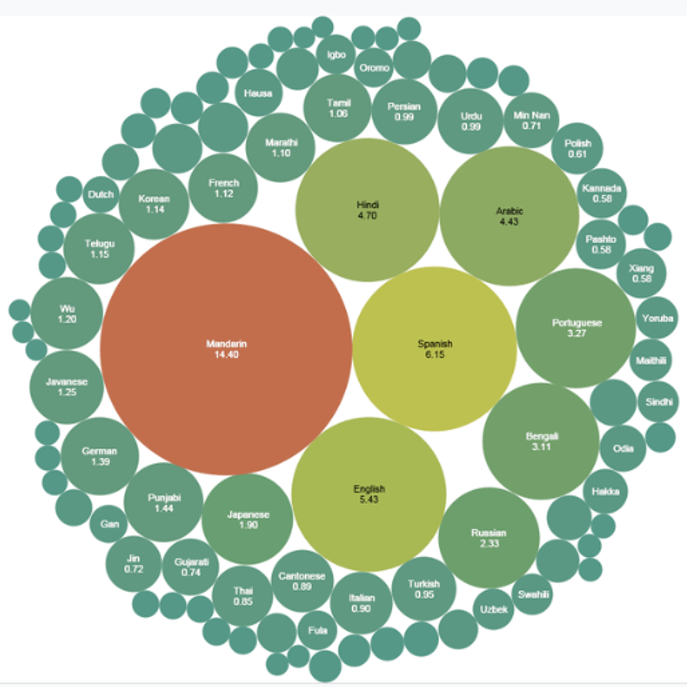 Igbo
Oromo
Hausa
Tamil
1.06
Persian
0.99
Urdu
0.99
Min Nan
0.71
Marathi
1.10
Polish
0.61
French
1.12
Dutch
Korean
1.14
Hindi
4.70
Arabic
4.43
Kannada
0.58
Telugu
1.15
Pashto
0.58
Xiang
0.58
Wu
1.20
Portuguese
3.27
Yoruba
Mandarin
14.40
Spanish
6.15
Maithili
Javanese
1.25
Sindhi
German
1.39
Bengali
3.11
Odia
Punjabi
1.44
English
5.43
Hakka
Gan
Japanese
1.90
Russian
2.33
Jin
0.72
Gujarati
0.74
Thai
0.85
Cantonese
0.89
Italian
0.90
Turkish
0.95
Swahili
Uzbek
Fula